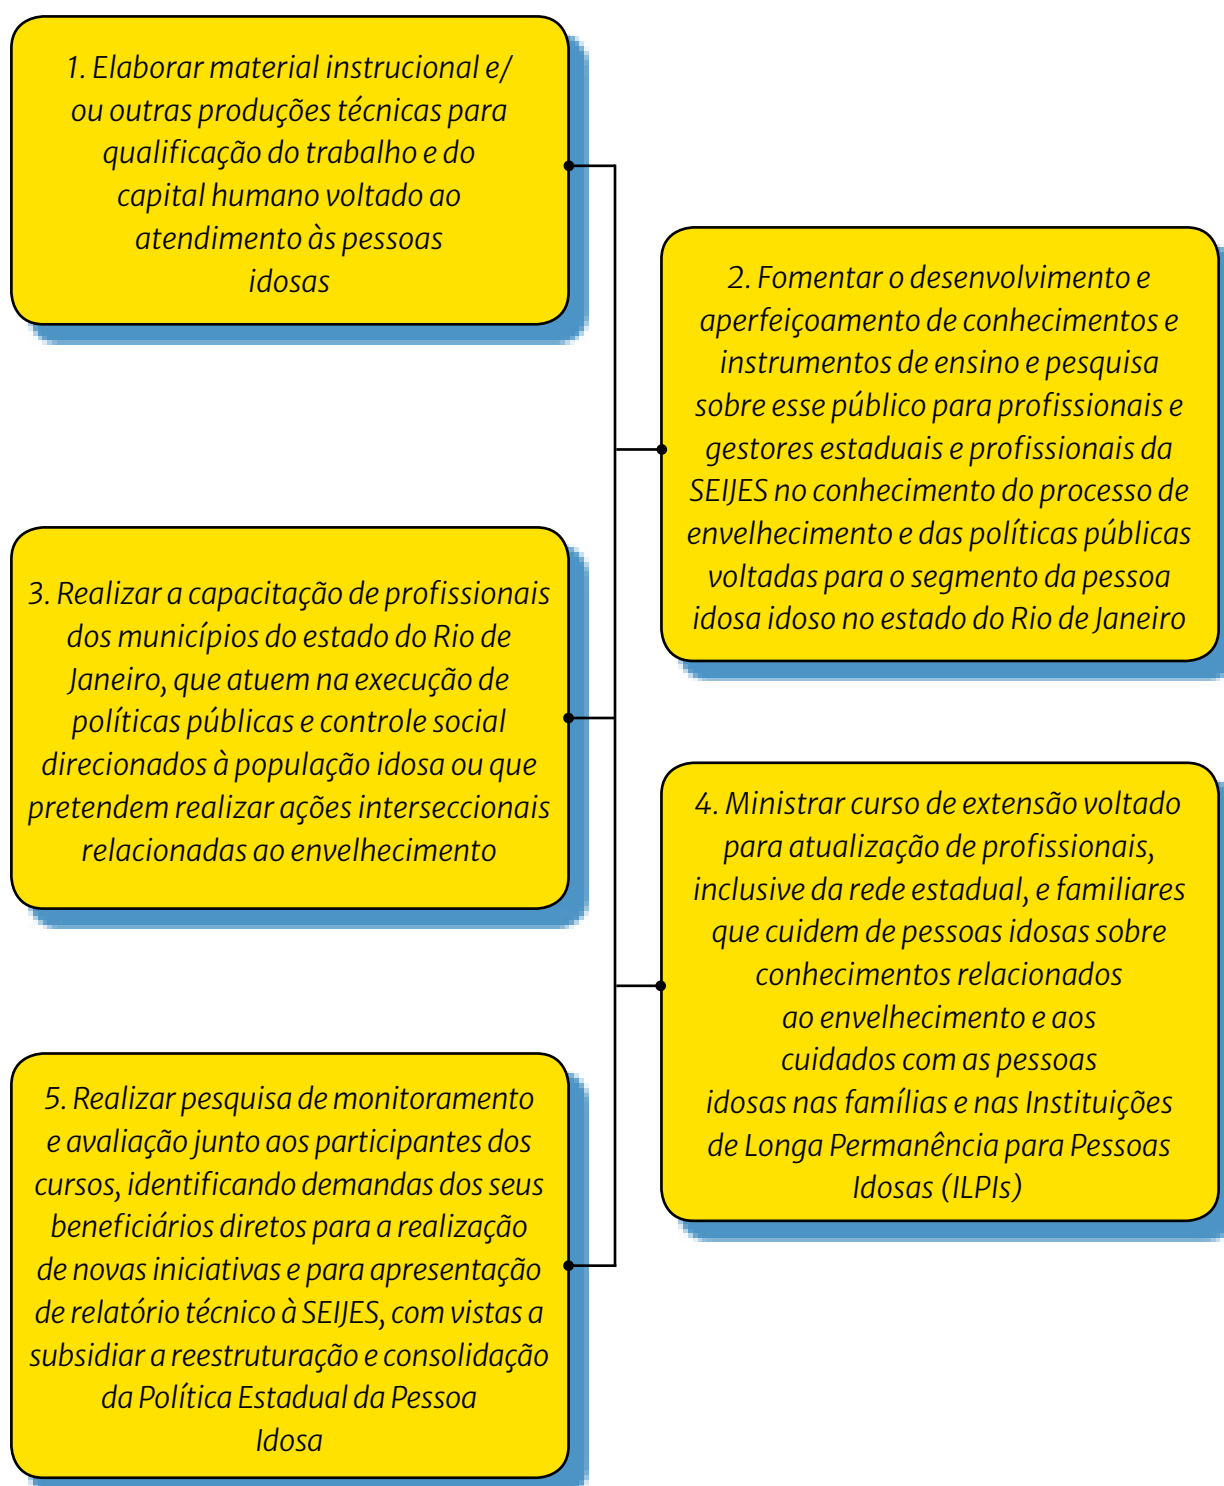 1. Elaborar material instrucional e/
ou outras produções técnicas para
qualificação do trabalho e do
capital humano voltado ao
atendimento às pessoas
idosas
2. Fomentar o desenvolvimento e
aperfeiçoamento de conhecimentos e
instrumentos de ensino e pesquisa
sobre esse público para profissionais e
gestores estaduais e profissionais da
SEIJES no conhecimento do processo de
envelhecimento e das políticas públicas
voltadas para o segmento da pessoa
idosa idoso no estado do Rio de Janeiro
3. Realizar a capacitação de profissionais
dos municípios do estado do Rio de
Janeiro, que atuem na execução de
políticas públicas e controle social
direcionados à população idosa ou que
pretendem realizar ações interseccionais
relacionadas ao envelhecimento
4. Ministrar curso de extensão voltado
para atualização de profissionais,
inclusive da rede estadual, e familiares
que cuidem de pessoas idosas sobre
conhecimentos relacionados
ao envelhecimento e aos
cuidados com as pessoas
idosas nas famílias e nas Instituições
de Longa Permanência para Pessoas
Idosas (ILPIs)
5. Realizar pesquisa de monitoramento
e avaliação junto aos participantes dos
cursos, identificando demandas dos seus
beneficiários diretos para a realização
de novas iniciativas e para apresentação
de relatório técnico à SEIJES, com vistas a
subsidiar a reestruturação e consolidação
da Política Estadual da Pessoa
Idosa